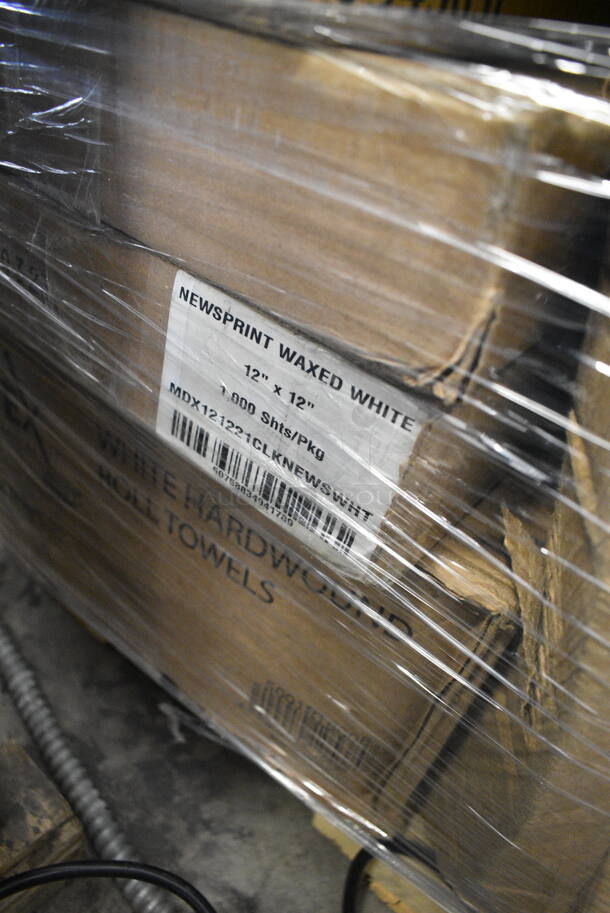 NEWSPRINT WAXED WHITE
12" x 12"
1,000 Shts/Pkg
MDX121221CLKNEWSWHT
WHITE HARDWOUND
ROLL TOWELS